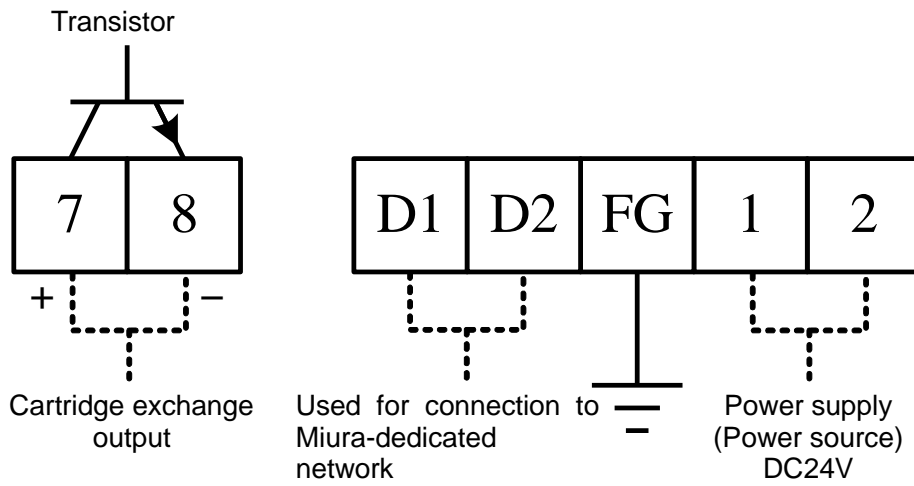 Transistor
7 8 D1 D2 FG 1 2
+ −
Cartridge exchange
output
Used for connection to
Miura-dedicated
network
Power supply
(Power source)
DC24V